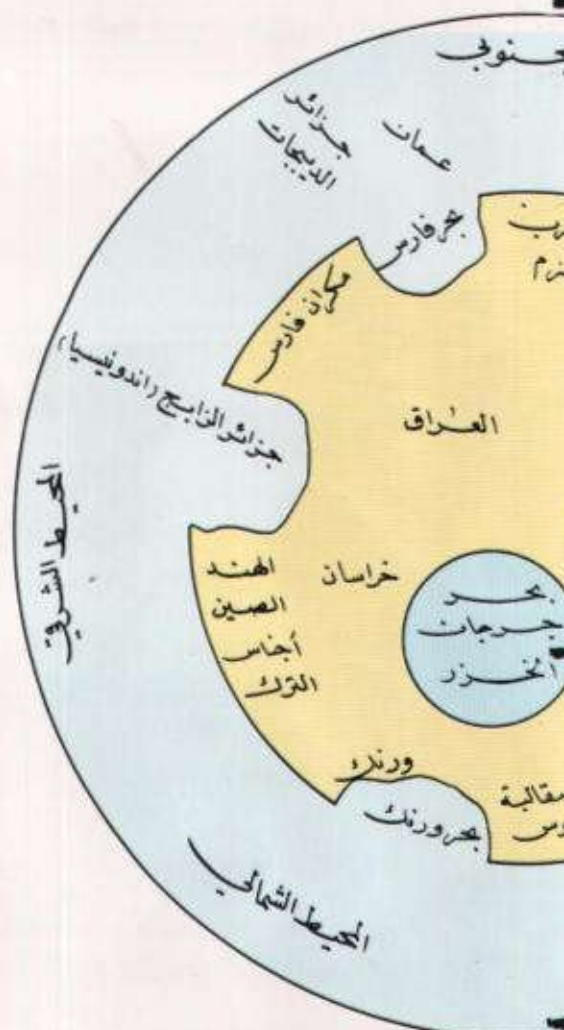 جزائر
الديبجات
عمان
بحر فارس
مكران فارس
جزائر الزابج (اندونيسيا)
العراق
المحيط الشرقي
الهند
الصين
أجناس
الترك
خراسان
بحر
جرجان
الخزر
ورنك
بحر ورنك
المحيط الشمالي